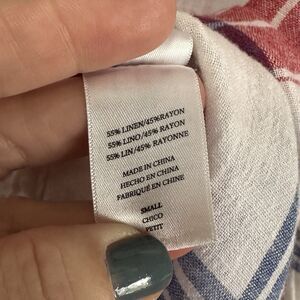 55% LINEN/45% RAYON
55% LINO/45% RAYON
55% LIN/45% RAYONNE
MADE IN CHINA
HECHO EN CHINA
FABRIQUÉ EN CHINE
SMALL
CHICO
PETIT